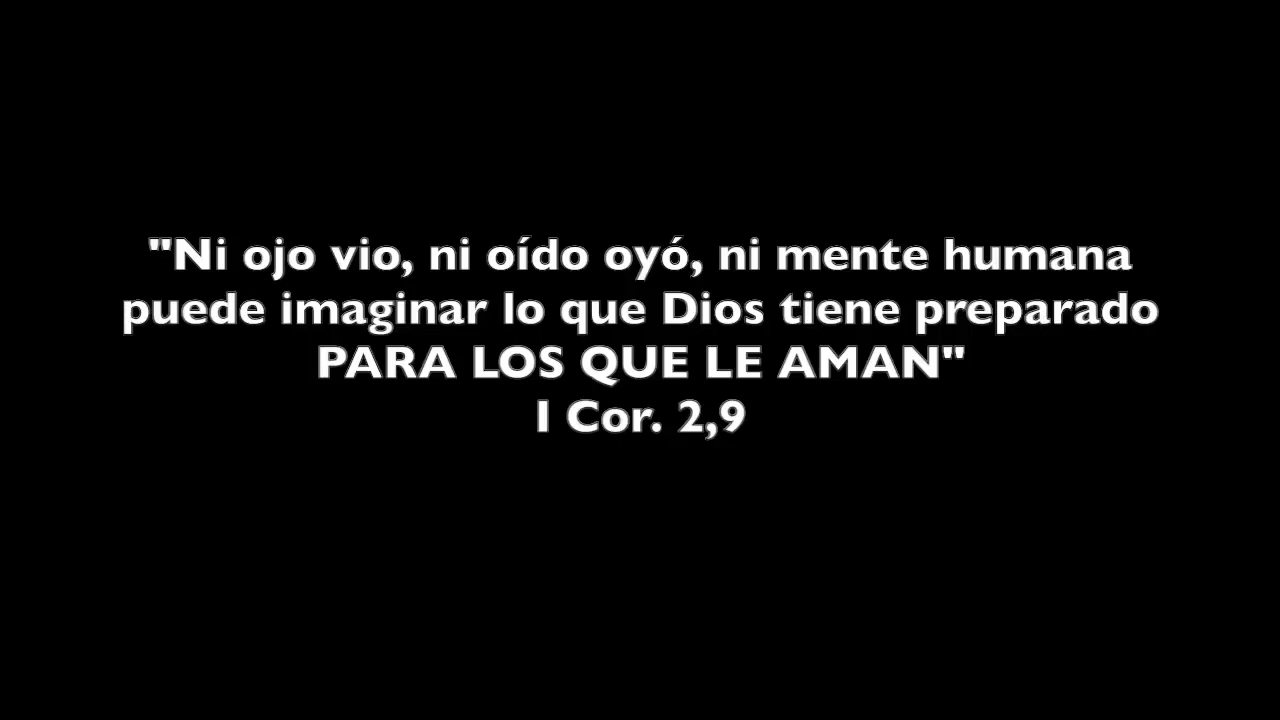 "Ni ojo vio, ni oído oyó, ni mente humana
puede imaginar lo que Dios tiene preparado
PARA LOS QUE LE AMAN"
1 Cor. 2,9